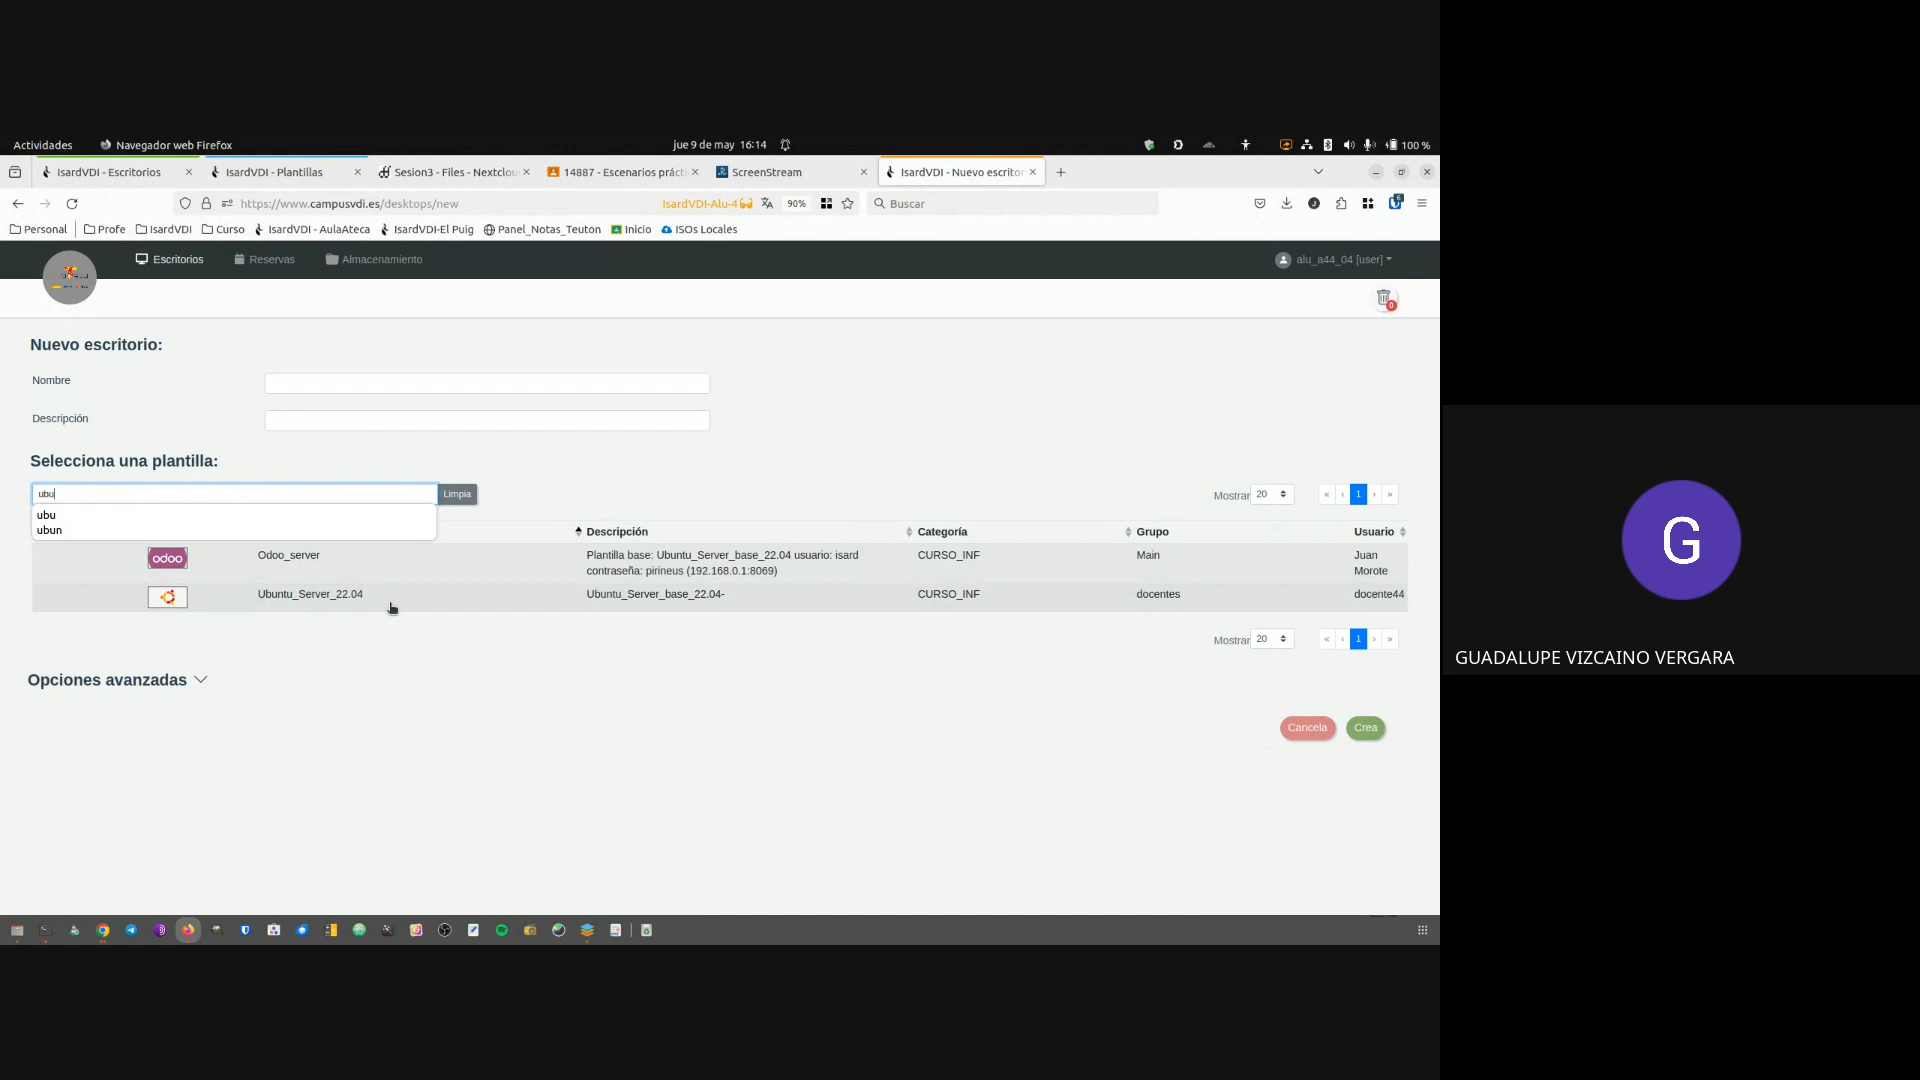 Actividades Navegador web Firefox jue 9 de may 16:14 100 %
IsardVDI - Escritorios IsardVDI - Plantillas Sesion3 - Files - Nextclou 14887 - Escenarios práct ScreenStream IsardVDI - Nuevo escritor
https://www.campusvdi.es/desktops/new IsardVDI-Alu-4 90% Buscar 6
Personal Profe IsardVDI Curso IsardVDI - AulaAteca IsardVDI-El Puig Panel_Notas_Teuton Inicio ISOs Locales
Escritorios Reservas Almacenamiento alu_a44_04 [user]
0
Nuevo escritorio:
Nombre
Descripción
Selecciona una plantilla:
ubu Limpia Mostrar 20 « ‹ 1 › »
ubu
ubun
Descripción Categoría Grupo Usuario
odoo Odoo_server Plantilla base: Ubuntu_Server_base_22.04 usuario: isard CURSO_INF Main Juan
contraseña: pirineus (192.168.0.1:8069) Morote
Ubuntu_Server_22.04 Ubuntu_Server_base_22.04- CURSO_INF docentes docente44
Mostrar 20 « ‹ 1 › »
Opciones avanzadas
Cancela Crea
G
GUADALUPE VIZCAINO VERGARA